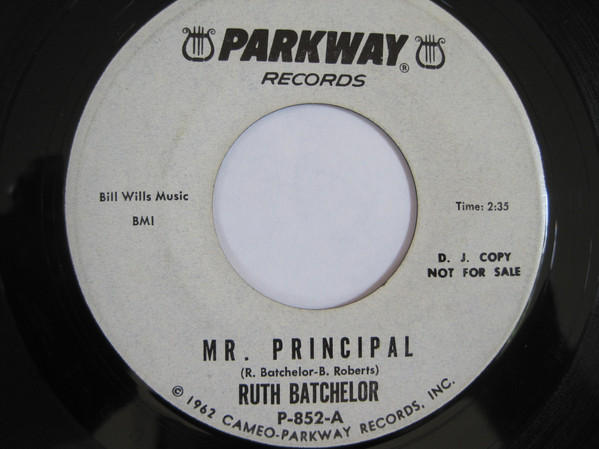 PARKWAY®
RECORDS
Bill Wills Music
BMI
Time: 2:35
D. J. COPY
NOT FOR SALE
MR. PRINCIPAL
(R. Batchelor-B. Roberts)
RUTH BATCHELOR
P-852-A
© 1962 CAMEO-PARKWAY RECORDS, INC.